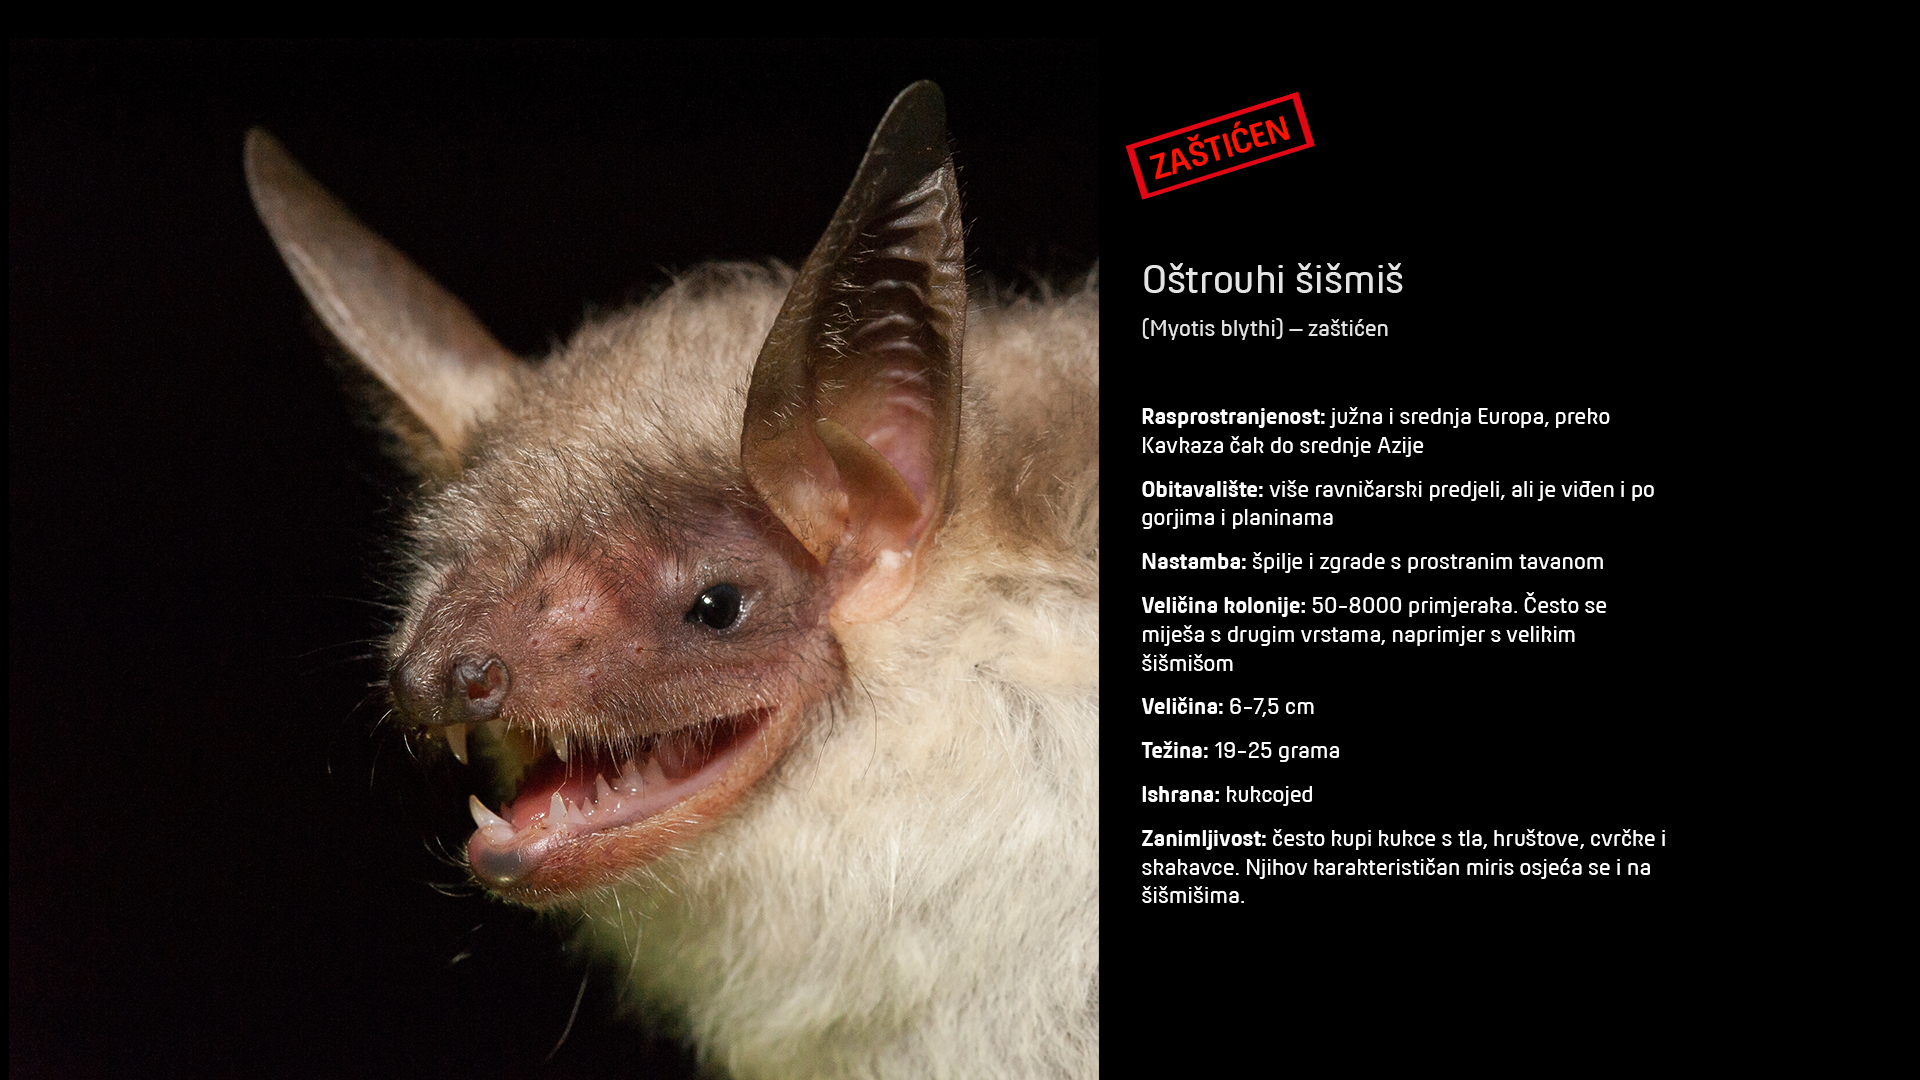 ZAŠTIĆEN
Oštrouhi šišmiš
(Myotis blythi) – zaštićen
Rasprostranjenost: južna i srednja Europa, preko
Kavkaza čak do srednje Azije
Obitavalište: više ravničarski predjeli, ali je viđen i po
gorjima i planinama
Nastamba: špilje i zgrade s prostranim tavanom
Veličina kolonije: 50-8000 primjeraka. Često se
miješa s drugim vrstama, naprimjer s velikim
šišmišom
Veličina: 6-7,5 cm
Težina: 19-25 grama
Ishrana: kukcojed
Zanimljivost: često kupi kukce s tla, hruštove, cvrčke i
skakavce. Njihov karakterističan miris osjeća se i na
šišmišima.